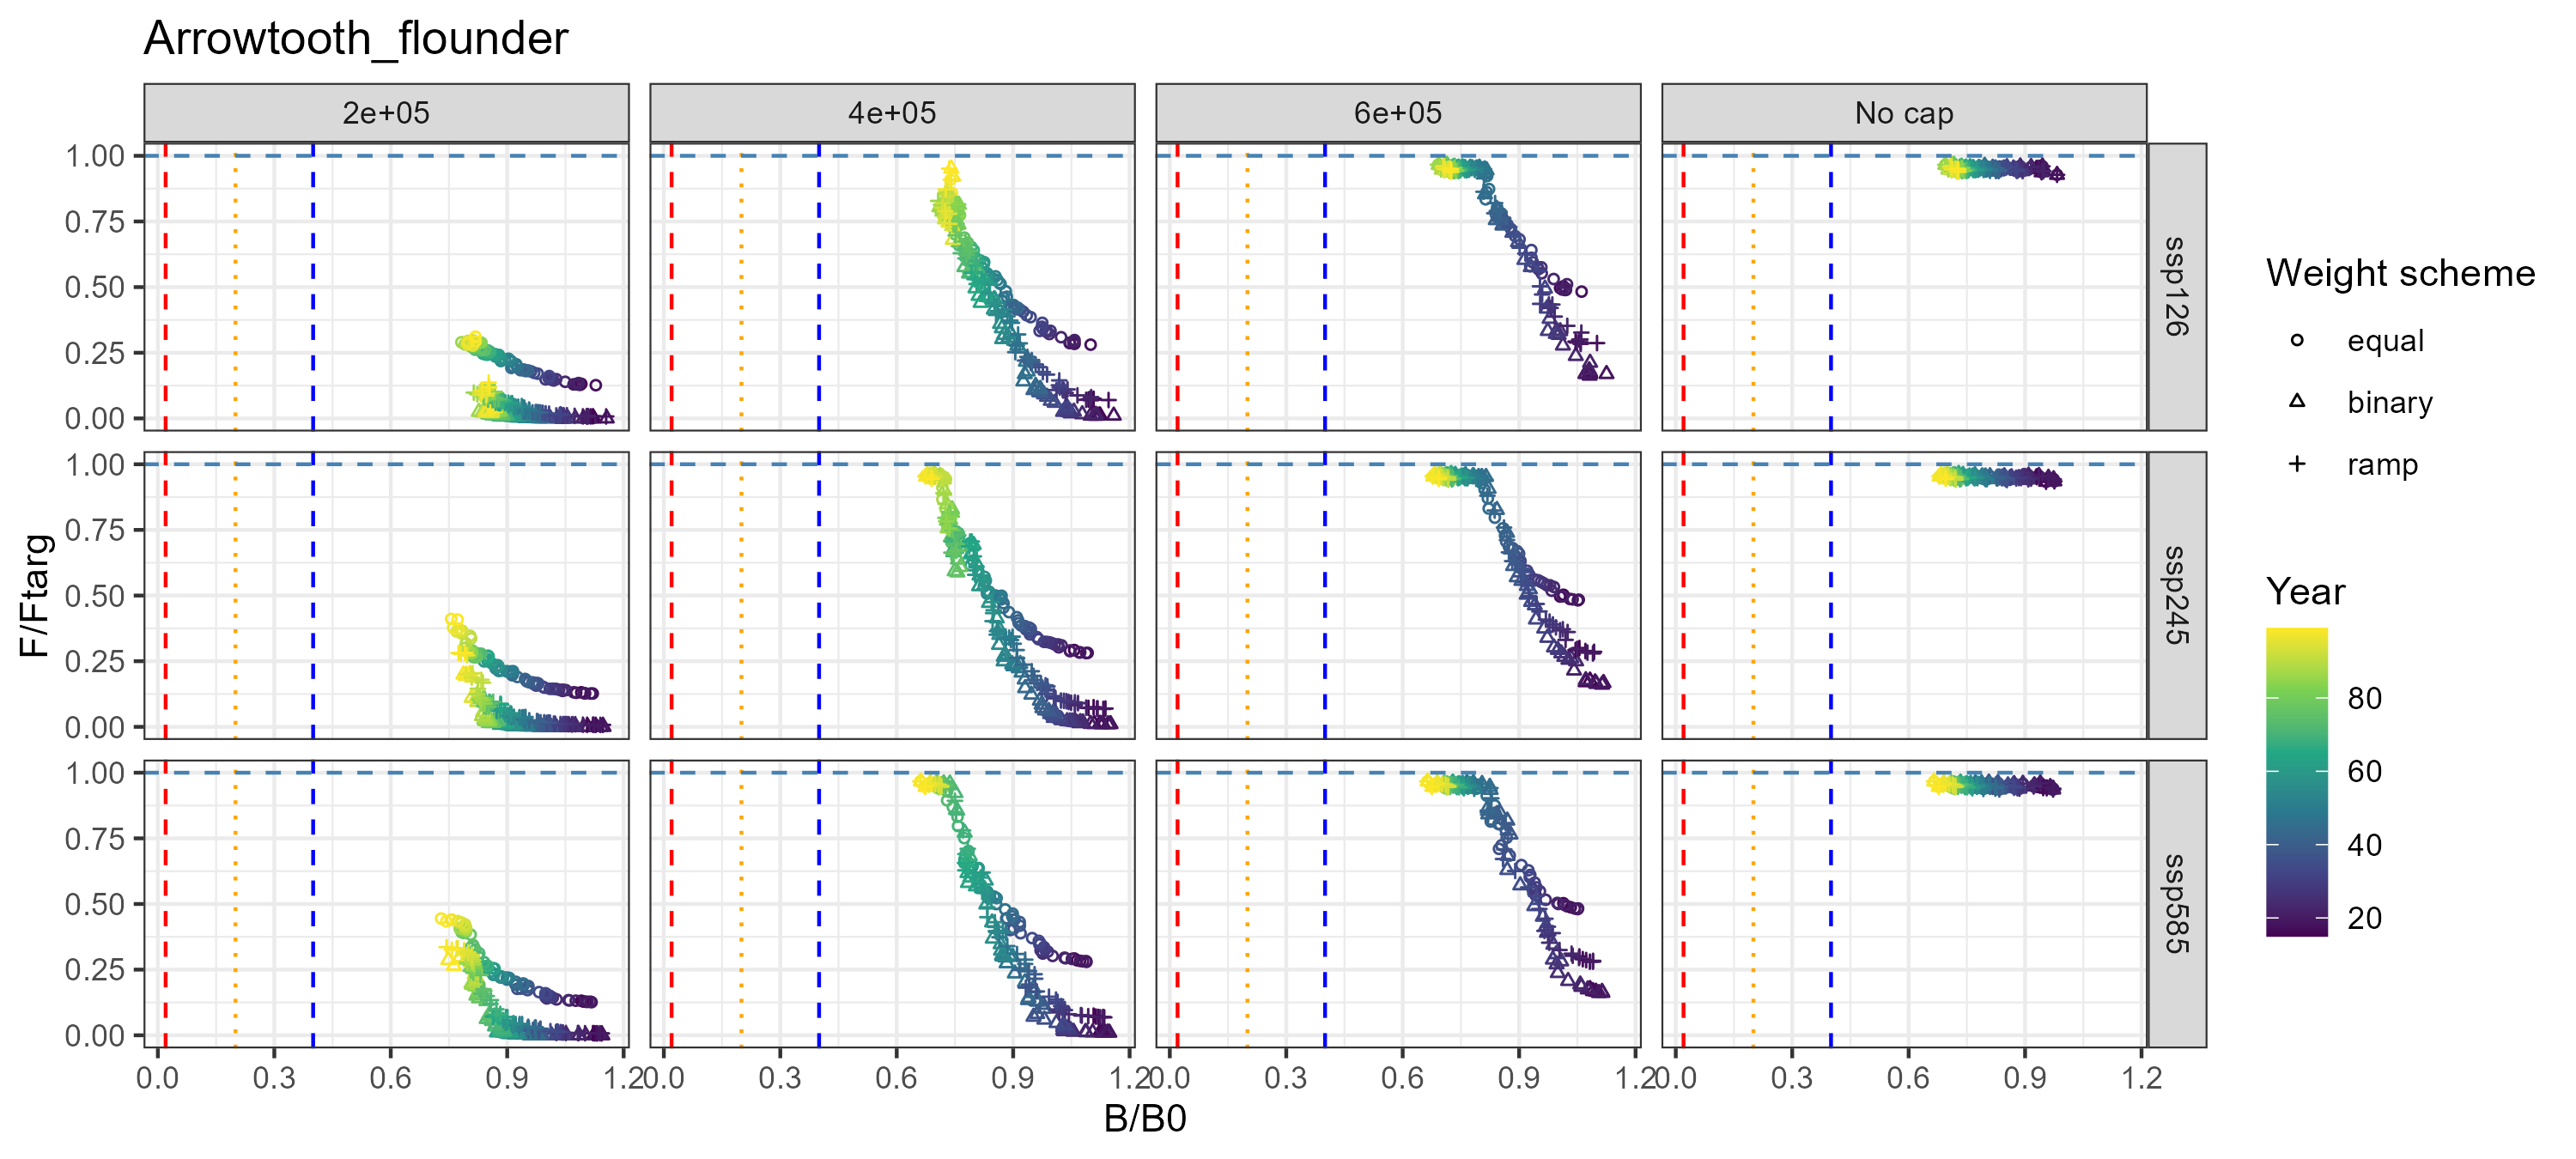 Arrowtooth_flounder
2e+05 4e+05 6e+05 No cap
1.00
0.75
0.50
0.25
0.00
ssp126
1.00
0.75
0.50
0.25
0.00
ssp245
1.00
0.75
0.50
0.25
0.00
ssp585
F/Ftarg
0.0 0.3 0.6 0.9 1.2 0.0 0.3 0.6 0.9 1.2 0.0 0.3 0.6 0.9 1.2 0.0 0.3 0.6 0.9 1.2
B/B0
Weight scheme
equal
binary
ramp
Year
80
60
40
20